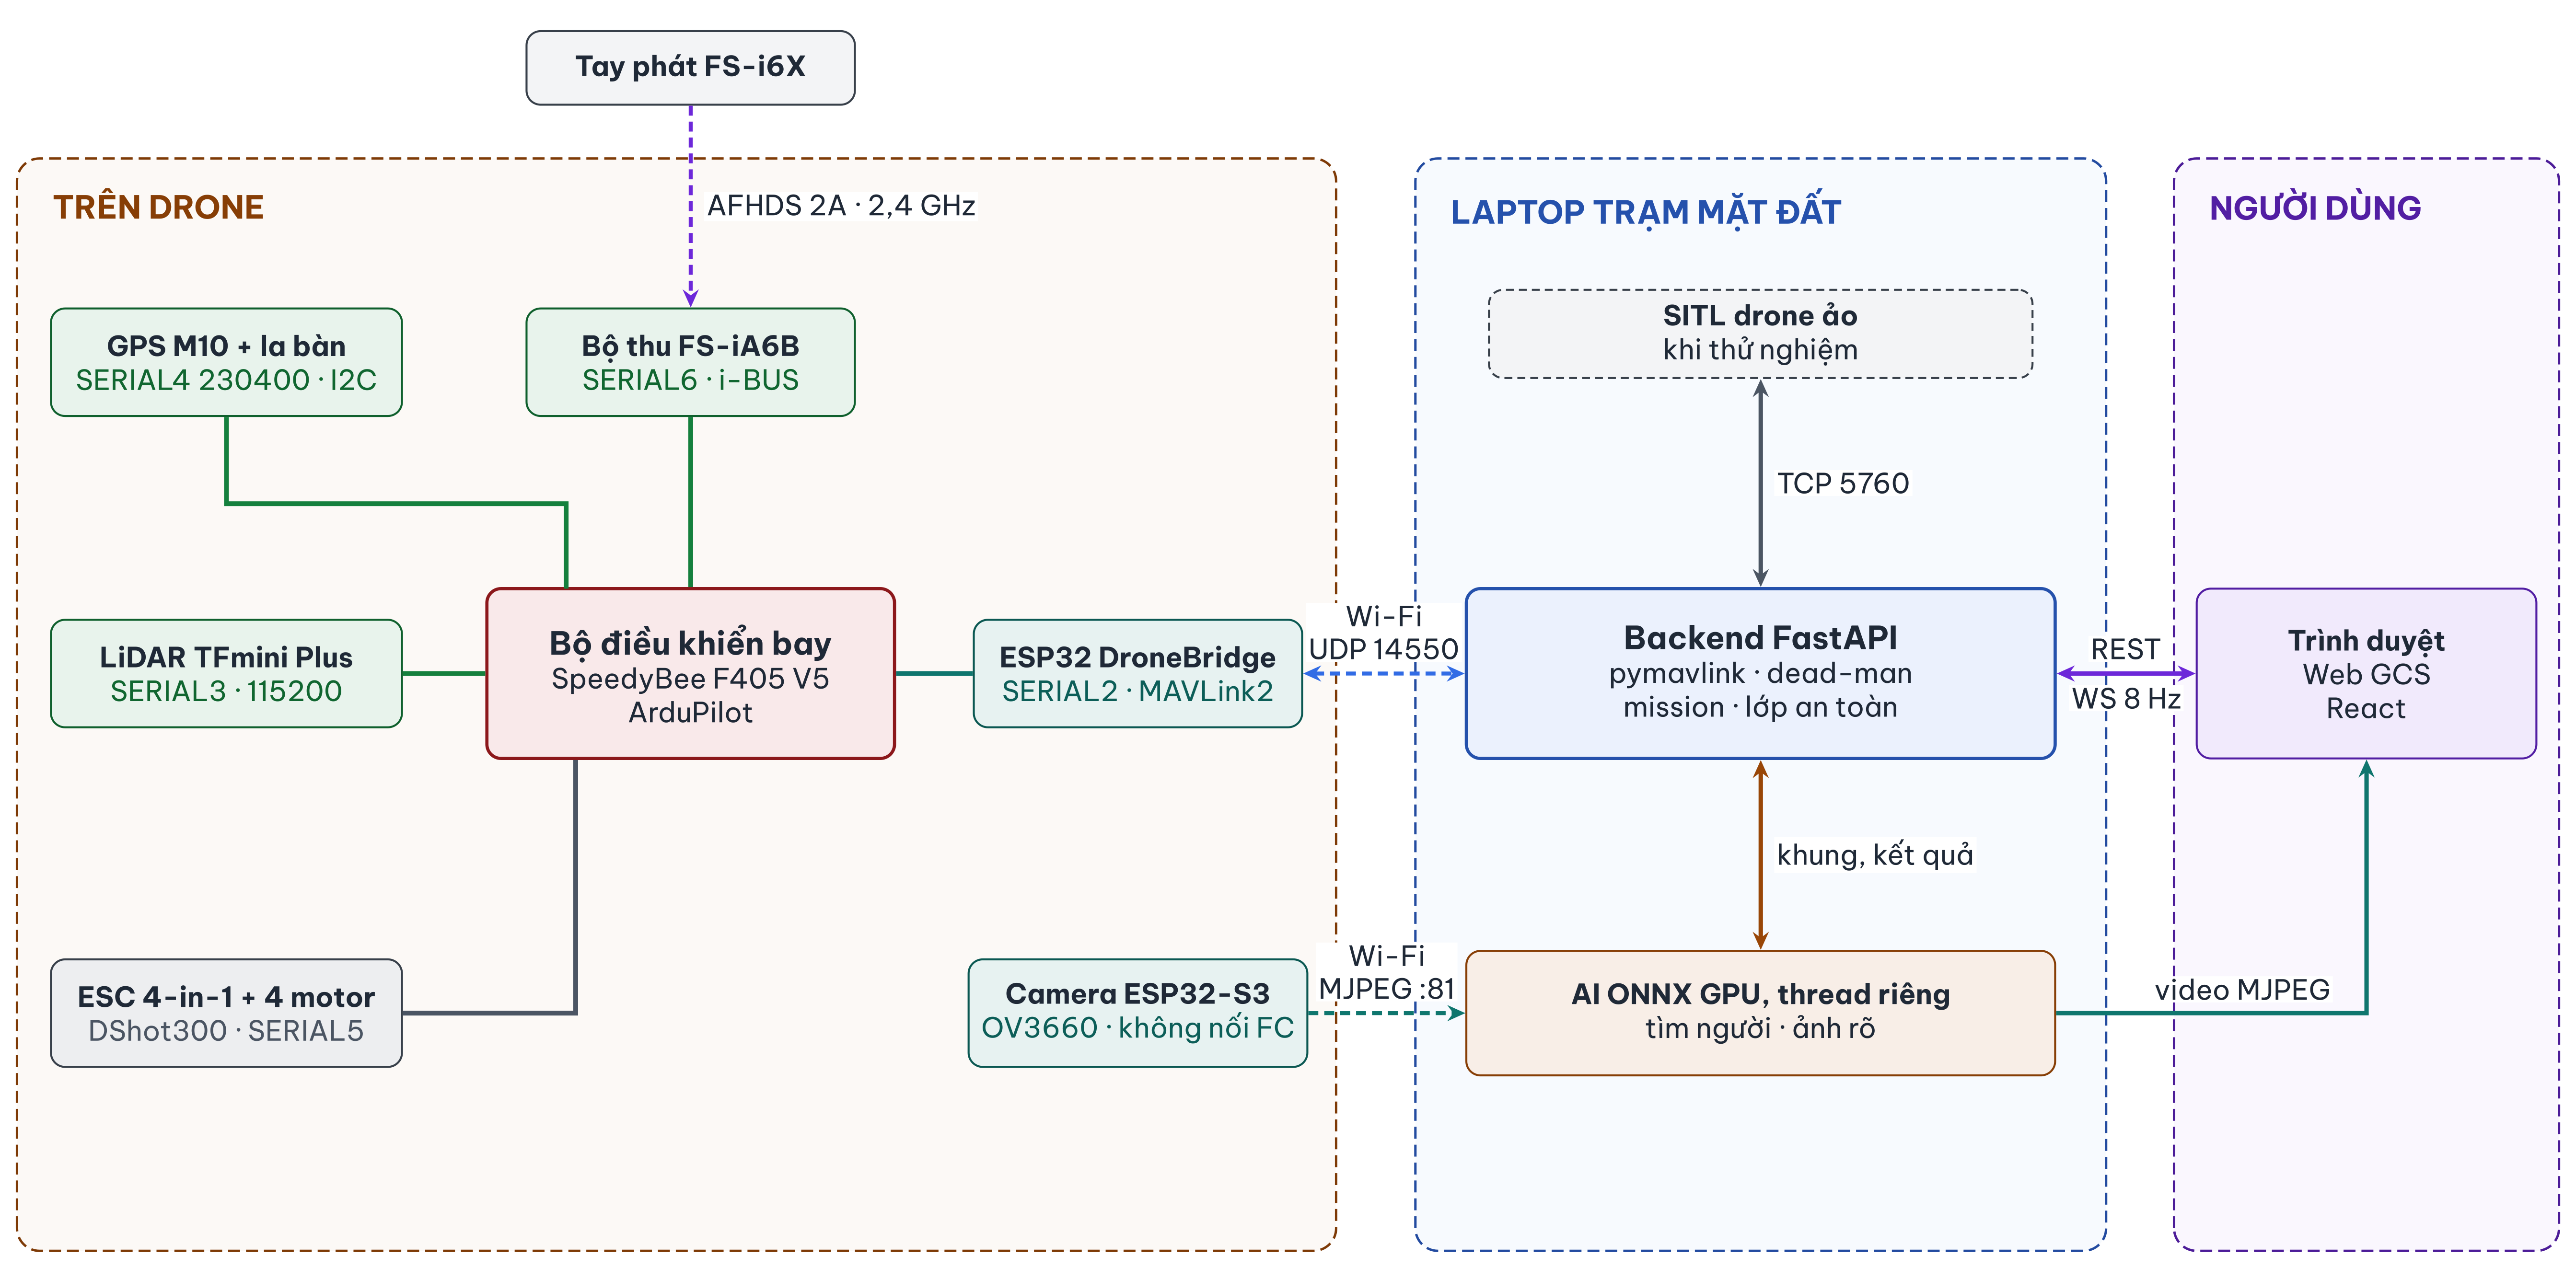 Tay phát FS-i6X
AFHDS 2A · 2,4 GHz
TRÊN DRONE
GPS M10 + la bàn
SERIAL4 230400 · I2C
Bộ thu FS-iA6B
SERIAL6 · i-BUS
LiDAR TFmini Plus
SERIAL3 · 115200
Bộ điều khiển bay
SpeedyBee F405 V5
ArduPilot
ESP32 DroneBridge
SERIAL2 · MAVLink2
ESC 4-in-1 + 4 motor
DShot300 · SERIAL5
Camera ESP32-S3
OV3660 · không nối FC
Wi-Fi
UDP 14550
Wi-Fi
MJPEG :81
LAPTOP TRẠM MẶT ĐẤT
SITL drone ảo
khi thử nghiệm
TCP 5760
Backend FastAPI
pymavlink · dead-man
mission · lớp an toàn
khung, kết quả
AI ONNX GPU, thread riêng
tìm người · ảnh rõ
REST
WS 8 Hz
video MJPEG
NGƯỜI DÙNG
Trình duyệt
Web GCS
React